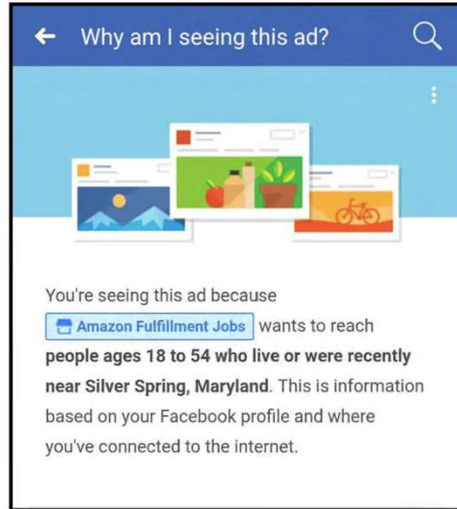 Why am I seeing this ad?
You're seeing this ad because
Amazon Fulfillment Jobs wants to reach
people ages 18 to 54 who live or were recently
near Silver Spring, Maryland. This is information
based on your Facebook profile and where
you've connected to the internet.